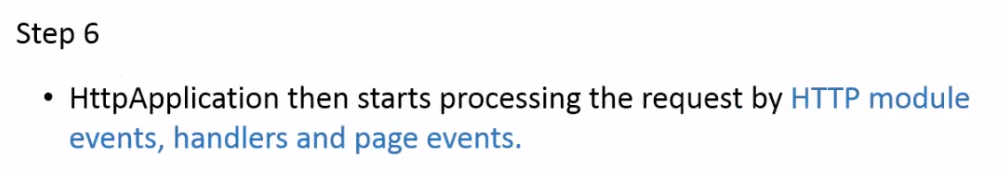 Step 6
• HttpApplication then starts processing the request by HTTP module
events, handlers and page events.